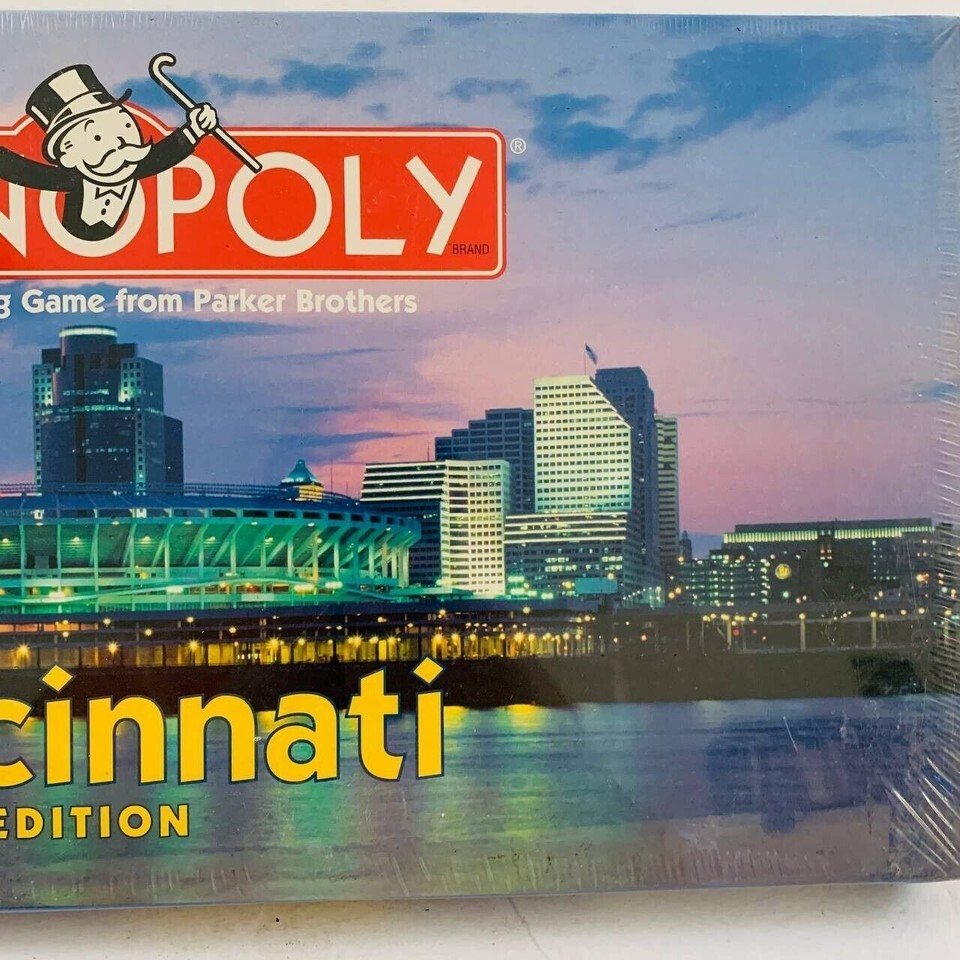 NOPOLY®
BRAND
g Game from Parker Brothers
cinnati
EDITION